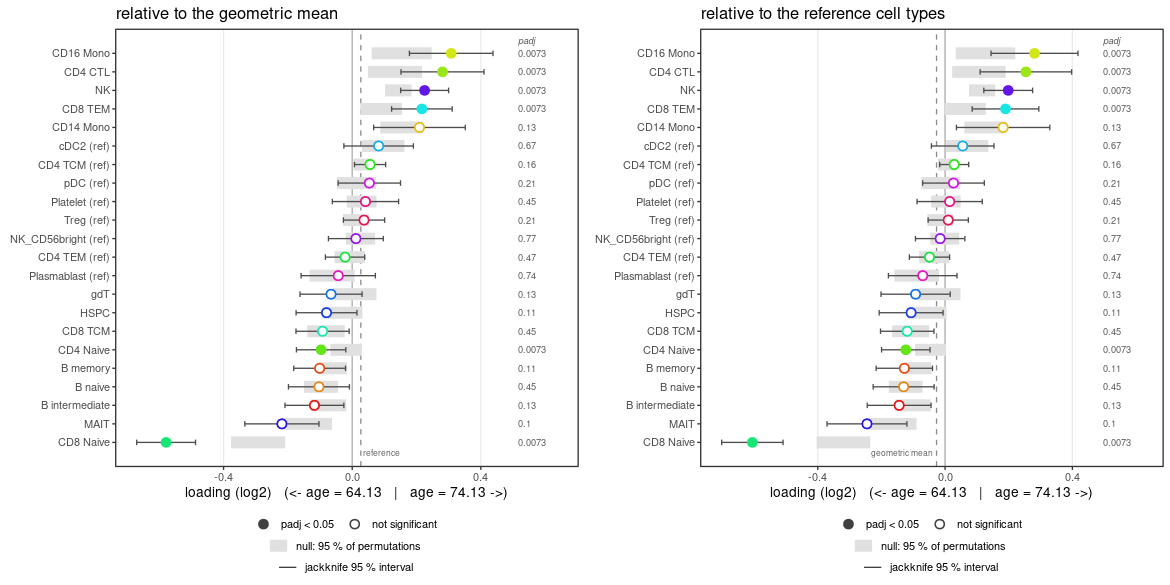 relative to the geometric mean
padj
CD16 Mono 0.0073
CD4 CTL 0.0073
NK 0.0073
CD8 TEM 0.0073
CD14 Mono 0.13
cDC2 (ref) 0.67
CD4 TCM (ref) 0.16
pDC (ref) 0.21
Platelet (ref) 0.45
Treg (ref) 0.21
NK_CD56bright (ref) 0.77
CD4 TEM (ref) 0.47
Plasmablast (ref) 0.74
gdT 0.13
HSPC 0.11
CD8 TCM 0.45
CD4 Naive 0.0073
B memory 0.11
B naive 0.45
B intermediate 0.13
MAIT 0.1
CD8 Naive 0.0073
reference
-0.4 0.0 0.4
loading (log2) (<- age = 64.13 | age = 74.13 ->)
padj < 0.05 not significant
null: 95 % of permutations
jackknife 95 % interval
relative to the reference cell types
padj
CD16 Mono 0.0073
CD4 CTL 0.0073
NK 0.0073
CD8 TEM 0.0073
CD14 Mono 0.13
cDC2 (ref) 0.67
CD4 TCM (ref) 0.16
pDC (ref) 0.21
Platelet (ref) 0.45
Treg (ref) 0.21
NK_CD56bright (ref) 0.77
CD4 TEM (ref) 0.47
Plasmablast (ref) 0.74
gdT 0.13
HSPC 0.11
CD8 TCM 0.45
CD4 Naive 0.0073
B memory 0.11
B naive 0.45
B intermediate 0.13
MAIT 0.1
CD8 Naive 0.0073
geometric mean
-0.4 0.0 0.4
loading (log2) (<- age = 64.13 | age = 74.13 ->)
padj < 0.05 not significant
null: 95 % of permutations
jackknife 95 % interval